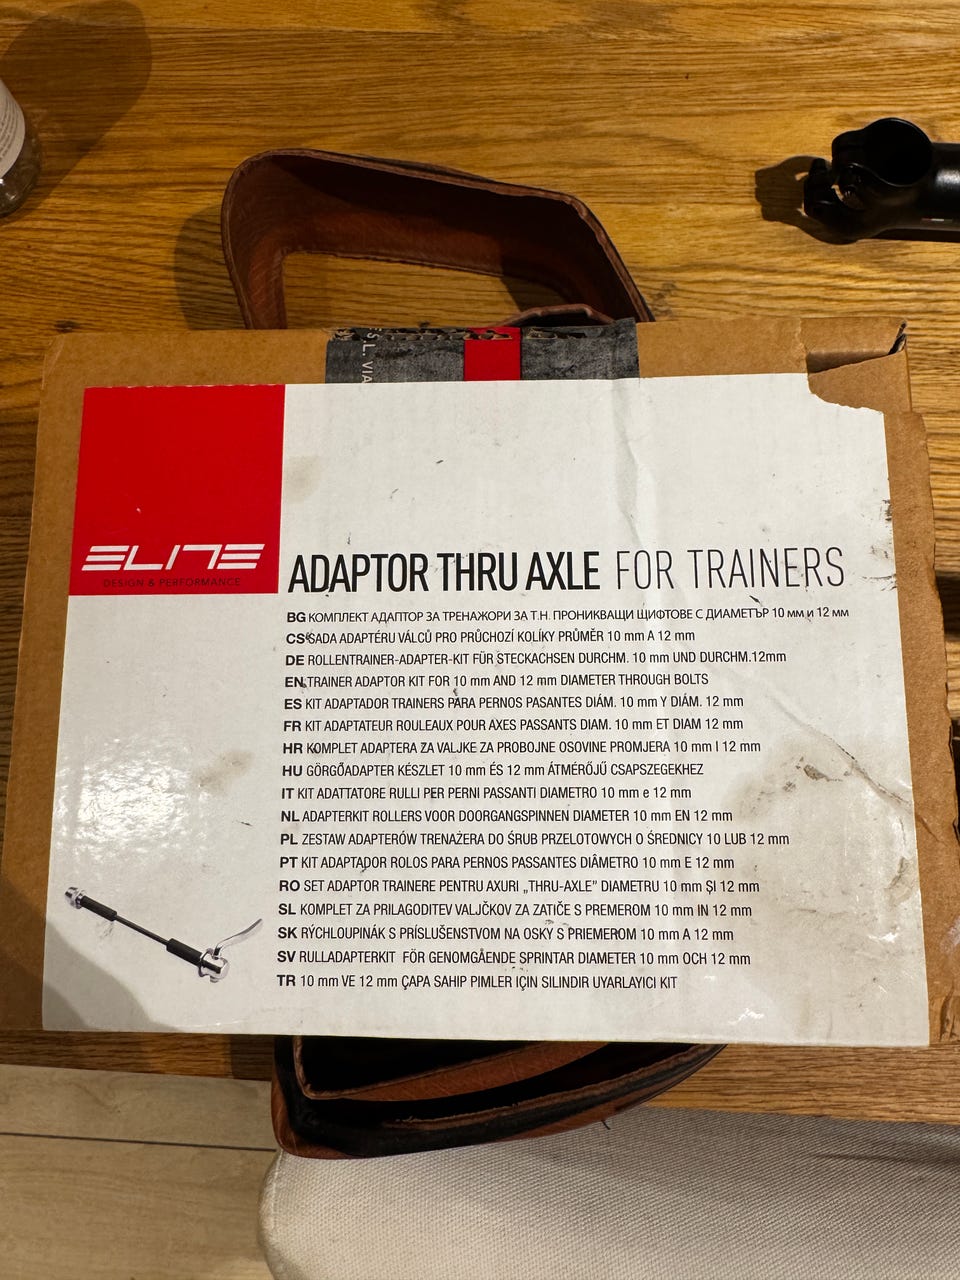 S.L. VIA
ELITE
DESIGN & PERFORMANCE
ADAPTOR THRU AXLE FOR TRAINERS
BG КОМПЛЕКТ АДАПТОР ЗА ТРЕНАЖОРИ ЗА Т.Н. ПРОНИКВАЩИ ЩИФТОВЕ С ДИАМЕТЪР 10 мм и 12 мм
CS SADA ADAPTÉRU VÁLCŮ PRO PRŮCHOZÍ KOLÍKY PRŮMĚR 10 mm A 12 mm
DE ROLLENTRAINER-ADAPTER-KIT FÜR STECKACHSEN DURCHM. 10 mm UND DURCHM.12mm
EN TRAINER ADAPTOR KIT FOR 10 mm AND 12 mm DIAMETER THROUGH BOLTS
ES KIT ADAPTADOR TRAINERS PARA PERNOS PASANTES DIÁM. 10 mm Y DIÁM. 12 mm
FR KIT ADAPTATEUR ROULEAUX POUR AXES PASSANTS DIAM. 10 mm ET DIAM 12 mm
HR KOMPLET ADAPTERA ZA VALJKE ZA PROBOJNE OSOVINE PROMJERA 10 mm I 12 mm
HU GÖRGŐADAPTER KÉSZLET 10 mm ÉS 12 mm ÁTMÉRŐJŰ CSAPSZEGEKHEZ
IT KIT ADATTATORE RULLI PER PERNI PASSANTI DIAMETRO 10 mm e 12 mm
NL ADAPTERKIT ROLLERS VOOR DOORGANGSPINNEN DIAMETER 10 mm EN 12 mm
PL ZESTAW ADAPTERÓW TRENAŻERA DO ŚRUB PRZELOTOWYCH O ŚREDNICY 10 LUB 12 mm
PT KIT ADAPTADOR ROLOS PARA PERNOS PASSANTES DIÂMETRO 10 mm E 12 mm
RO SET ADAPTOR TRAINERE PENTRU AXURI „THRU-AXLE” DIAMETRU 10 mm ȘI 12 mm
SL KOMPLET ZA PRILAGODITEV VALJČKOV ZA ZATIČE S PREMEROM 10 mm IN 12 mm
SK RÝCHLOUPINÁK S PRÍSLUŠENSTVOM NA OSKY S PRIEMEROM 10 mm A 12 mm
SV RULLADAPTERKIT FÖR GENOMGÅENDE SPRINTAR DIAMETER 10 mm OCH 12 mm
TR 10 mm VE 12 mm ÇAPA SAHIP PIMLER IÇIN SILINDIR UYARLAYICI KIT